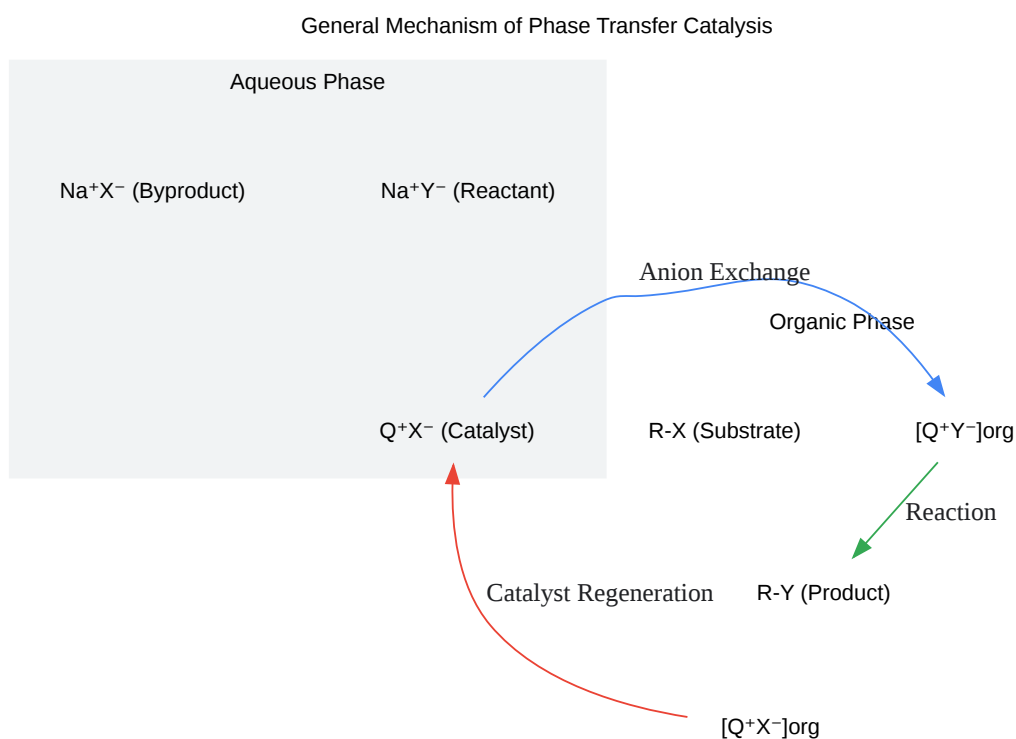 General Mechanism of Phase Transfer Catalysis
Aqueous Phase
Na⁺X⁻ (Byproduct)
Na⁺Y⁻ (Reactant)
Anion Exchange
Organic Phase
Q⁺X⁻ (Catalyst)
R-X (Substrate)
[Q⁺Y⁻]org
Reaction
Catalyst Regeneration
R-Y (Product)
[Q⁺X⁻]org